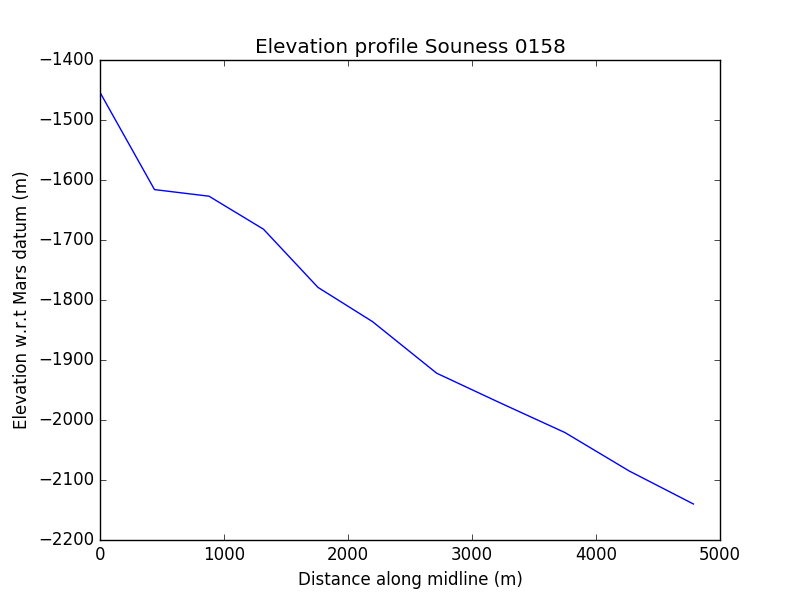 Elevation profile Souness 0158
−1400
−1500
−1600
−1700
−1800
−1900
−2000
−2100
−2200
Elevation w.r.t Mars datum (m)
0 1000 2000 3000 4000 5000
Distance along midline (m)